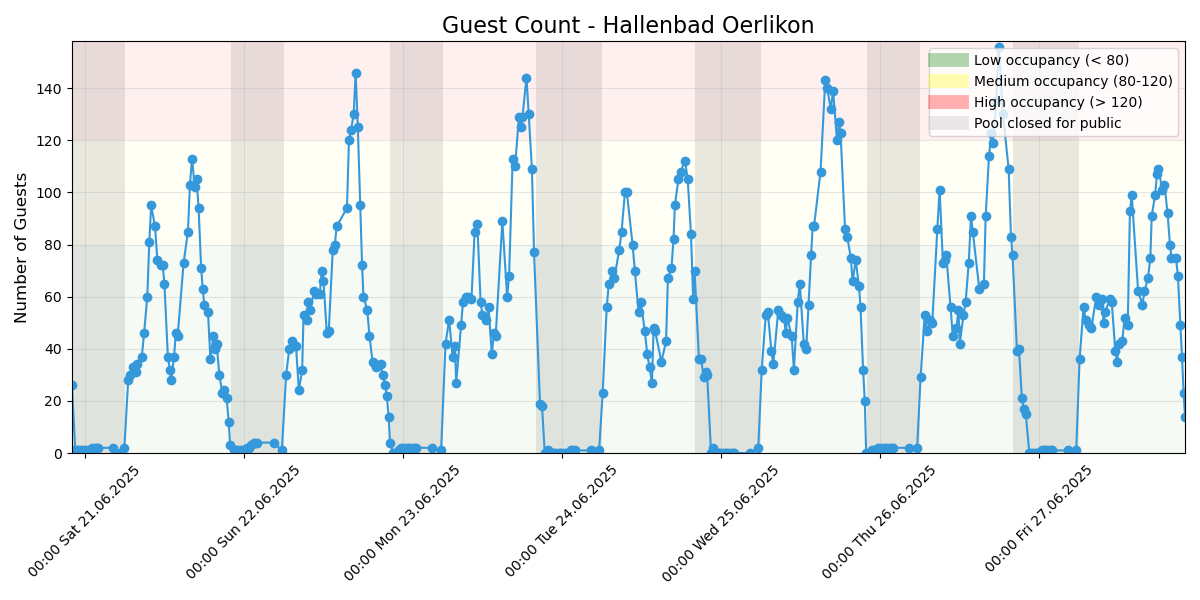 Guest Count - Hallenbad Oerlikon
Number of Guests
140
120
100
80
60
40
20
0
Low occupancy (< 80)
Medium occupancy (80-120)
High occupancy (> 120)
Pool closed for public
00:00 Sat 21.06.2025
00:00 Sun 22.06.2025
00:00 Mon 23.06.2025
00:00 Tue 24.06.2025
00:00 Wed 25.06.2025
00:00 Thu 26.06.2025
00:00 Fri 27.06.2025